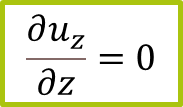 ∂u_z/∂z = 0